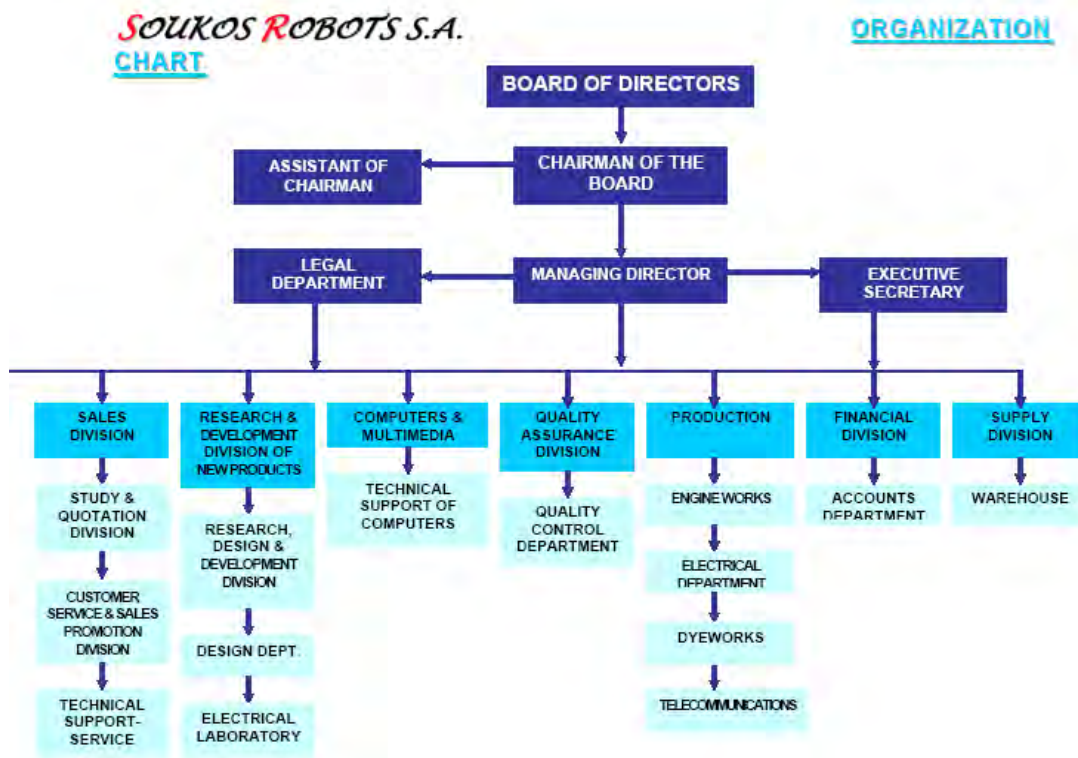 SOUKOS ROBOTS S.A.
ORGANIZATION
CHART
BOARD OF DIRECTORS
ASSISTANT OF
CHAIRMAN
CHAIRMAN OF THE
BOARD
LEGAL
DEPARTMENT
MANAGING DIRECTOR
EXECUTIVE
SECRETARY
SALES
DIVISION
RESEARCH &
DEVELOPMENT
DIVISION OF
NEW PRODUCTS
COMPUTERS &
MULTIMEDIA
QUALITY
ASSURANCE
DIVISION
PRODUCTION
FINANCIAL
DIVISION
SUPPLY
DIVISION
STUDY &
QUOTATION
DIVISION
CUSTOMER
SERVICE & SALES
PROMOTION
DIVISION
TECHNICAL
SUPPORT-
SERVICE
RESEARCH,
DESIGN &
DEVELOPMENT
DIVISION
DESIGN DEPT.
ELECTRICAL
LABORATORY
TECHNICAL
SUPPORT OF
COMPUTERS
QUALITY
CONTROL
DEPARTMENT
ENGINE WORKS
ELECTRICAL
DEPARTMENT
DYEWORKS
TELECOMMUNICATIONS
ACCOUNTS
DEPARTMENT
WAREHOUSE